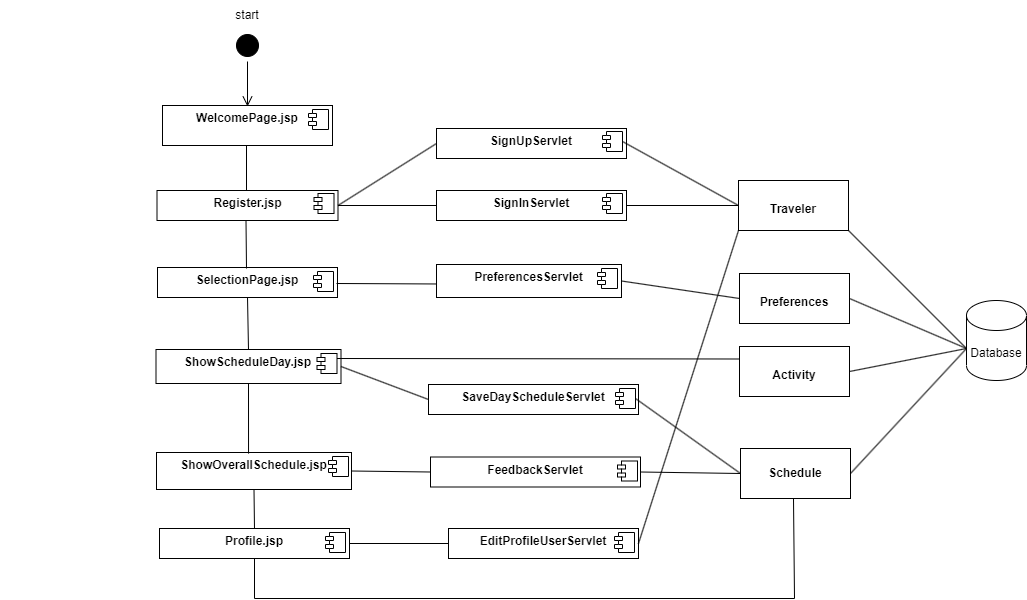 start
WelcomePage.jsp
SignUpServlet
Register.jsp
SignInServlet
Traveler
SelectionPage.jsp
PreferencesServlet
Preferences
Database
ShowScheduleDay.jsp
Activity
SaveDayScheduleServlet
ShowOverallSchedule.jsp
FeedbackServlet
Schedule
Profile.jsp
EditProfileUserServlet